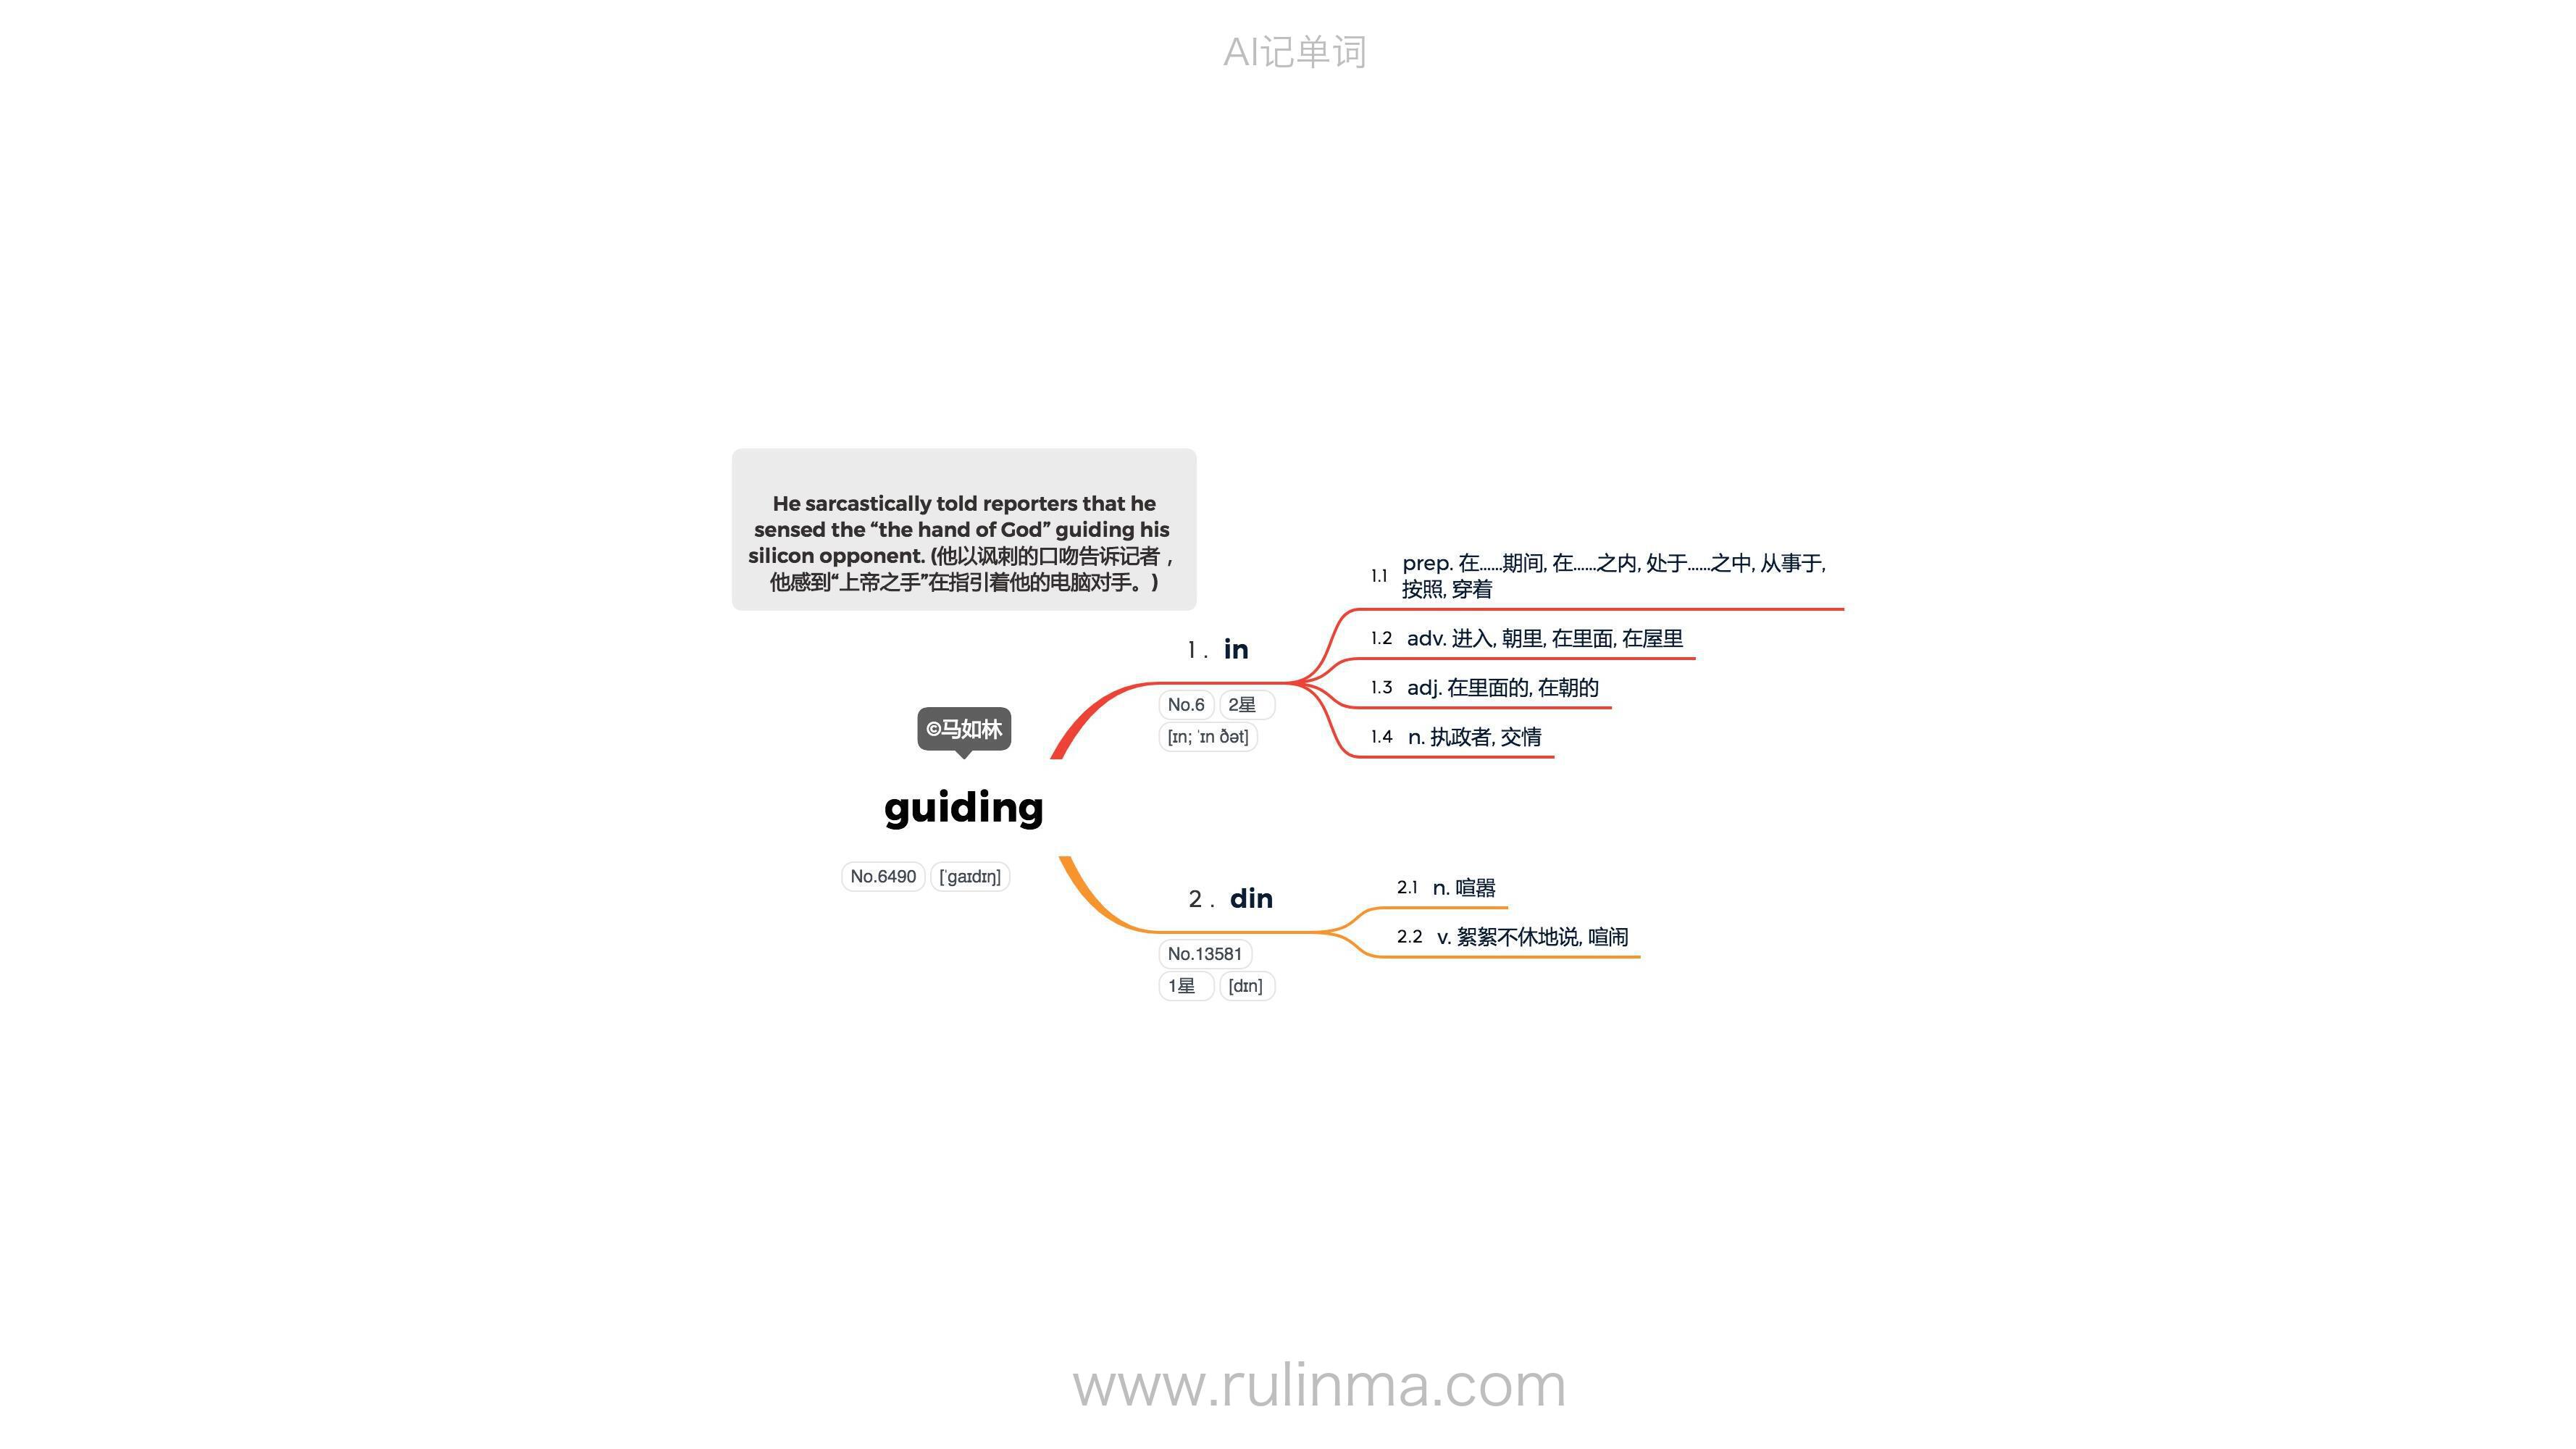 AI记单词
He sarcastically told reporters that he
sensed the “the hand of God” guiding his
silicon opponent. (他以讽刺的口吻告诉记者，
他感到“上帝之手”在指引着他的电脑对手。)
©马如林
guiding
No.6490 [ˈgaɪdɪŋ]
1. in
No.6 2星
[ɪn; ˈɪn ðət]
1.1 prep. 在……期间, 在……之内, 处于……之中, 从事于,
按照, 穿着
1.2 adv. 进入, 朝里, 在里面, 在屋里
1.3 adj. 在里面的, 在朝的
1.4 n. 执政者, 交情
2. din
No.13581
1星 [dɪn]
2.1 n. 喧嚣
2.2 v. 絮絮不休地说, 喧闹
www.rulinma.com